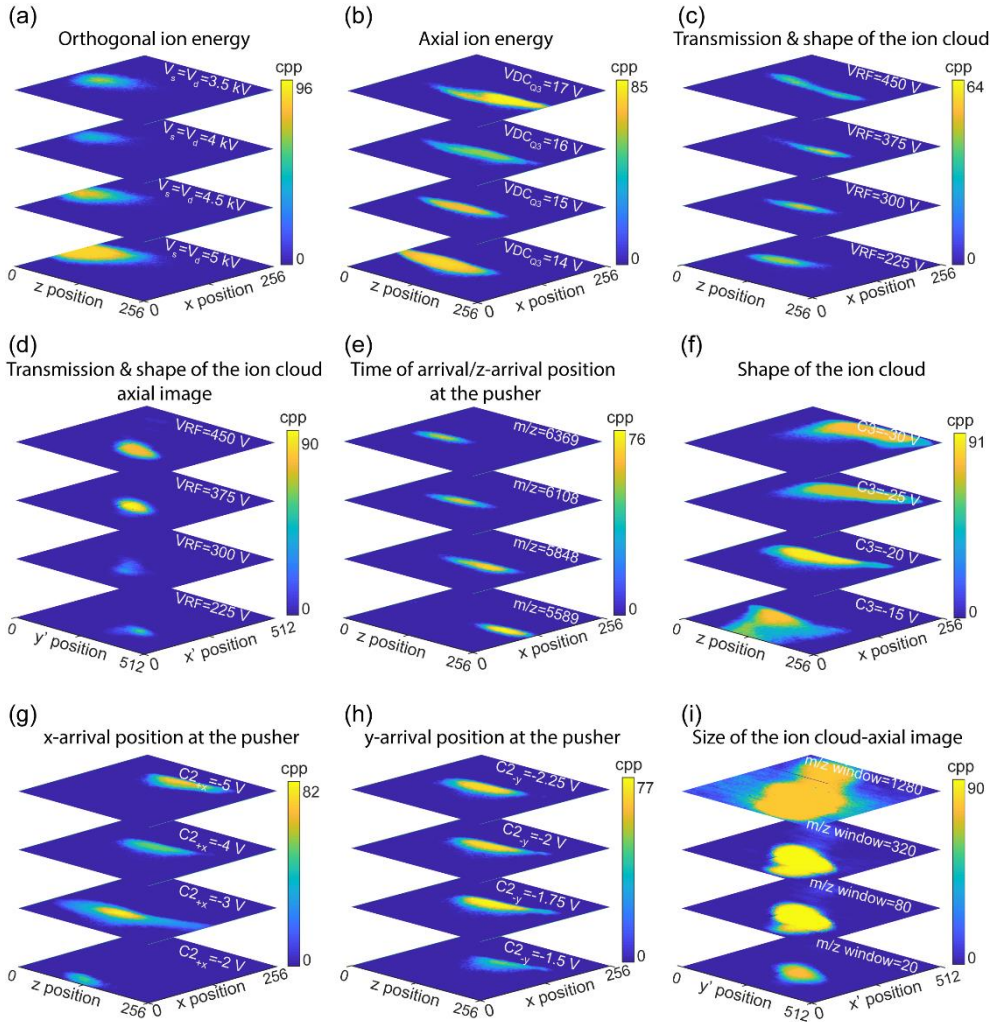 (a)
Orthogonal ion energy
cpp
96
0
Vs=Vd=3.5 kV
Vs=Vd=4 kV
Vs=Vd=4.5 kV
Vs=Vd=5 kV
0
z position
256
0
x position
256
(b)
Axial ion energy
cpp
85
0
VDCQ3=17 V
VDCQ3=16 V
VDCQ3=15 V
VDCQ3=14 V
0
z position
256
0
x position
256
(c)
Transmission & shape of the ion cloud
cpp
64
0
VRF=450 V
VRF=375 V
VRF=300 V
VRF=225 V
0
z position
256
0
x position
256
(d)
Transmission & shape of the ion cloud
axial image
cpp
90
0
VRF=450 V
VRF=375 V
VRF=300 V
VRF=225 V
0
y' position
512
0
x' position
512
(e)
Time of arrival/z-arrival position
at the pusher
cpp
76
0
m/z=6369
m/z=6108
m/z=5848
m/z=5589
0
z position
256
0
x position
256
(f)
Shape of the ion cloud
cpp
91
0
C3=-30 V
C3=-25 V
C3=-20 V
C3=-15 V
0
z position
256
0
x position
256
(g)
x-arrival position at the pusher
cpp
82
0
C2+x=-5 V
C2+x=-4 V
C2+x=-3 V
C2+x=-2 V
0
z position
256
0
x position
256
(h)
y-arrival position at the pusher
cpp
77
0
C2-y=-2.25 V
C2-y=-2 V
C2-y=-1.75 V
C2-y=-1.5 V
0
z position
256
0
x position
256
(i)
Size of the ion cloud-axial image
cpp
90
0
m/z window=1280
m/z window=320
m/z window=80
m/z window=20
0
y' position
512
0
x' position
512